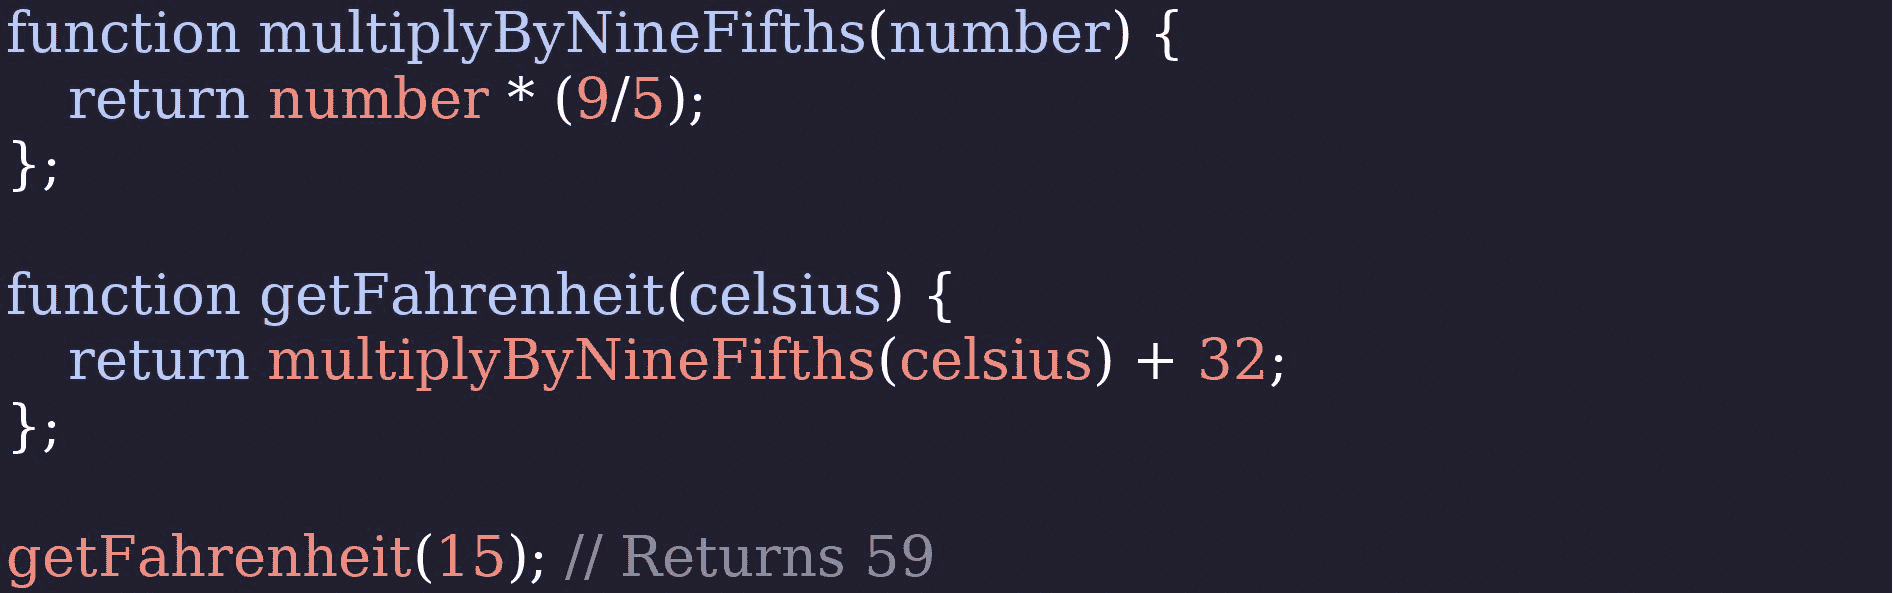 function multiplyByNineFifths(number) {
return number * (9/5);
};
function getFahrenheit(celsius) {
return multiplyByNineFifths(celsius) + 32;
};
getFahrenheit(15); // Returns 59